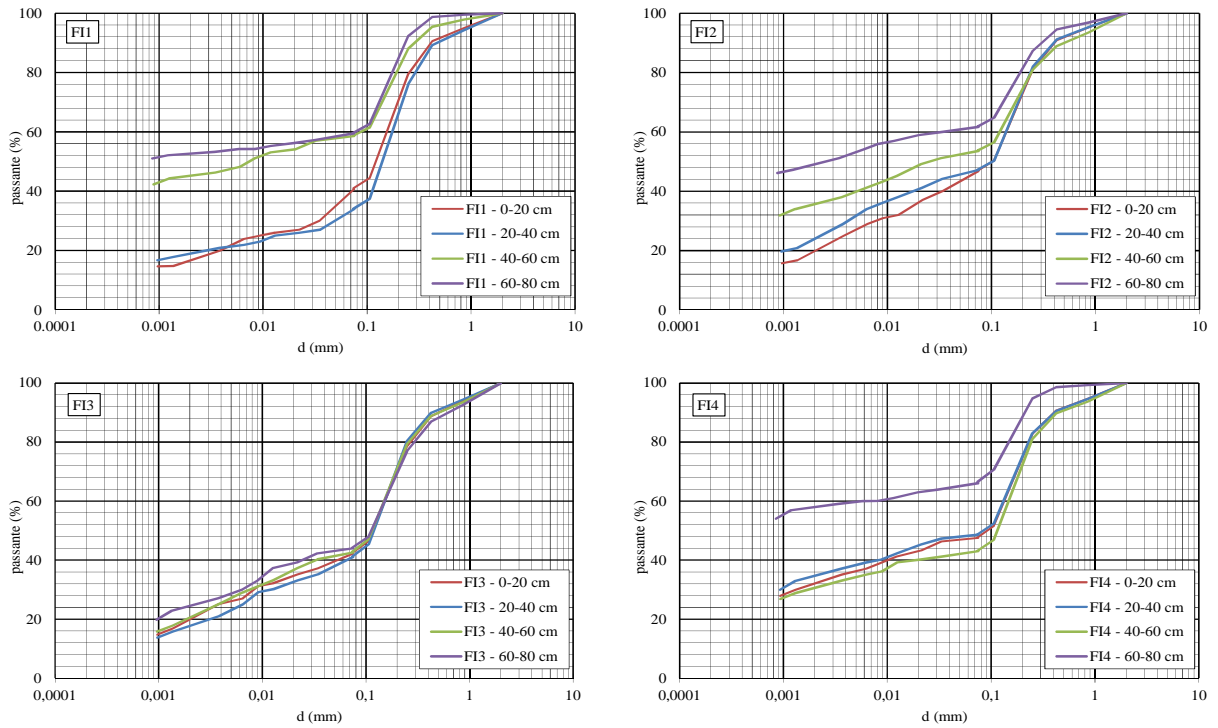 FI1
100
80
60
40
20
0
passante (%)
0.0001
0.001
0.01
0.1
1
10
d (mm)
FI1 - 0-20 cm
FI1 - 20-40 cm
FI1 - 40-60 cm
FI1 - 60-80 cm
FI2
100
80
60
40
20
0
passante (%)
0.0001
0.001
0.01
0.1
1
10
d (mm)
FI2 - 0-20 cm
FI2 - 20-40 cm
FI2 - 40-60 cm
FI2 - 60-80 cm
FI3
100
80
60
40
20
0
passante (%)
0,0001
0,001
0,01
0,1
1
10
d (mm)
FI3 - 0-20 cm
FI3 - 20-40 cm
FI3 - 40-60 cm
FI3 - 60-80 cm
FI4
100
80
60
40
20
0
passante (%)
0,0001
0,001
0,01
0,1
1
10
d (mm)
FI4 - 0-20 cm
FI4 - 20-40 cm
FI4 - 40-60 cm
FI4 - 60-80 cm